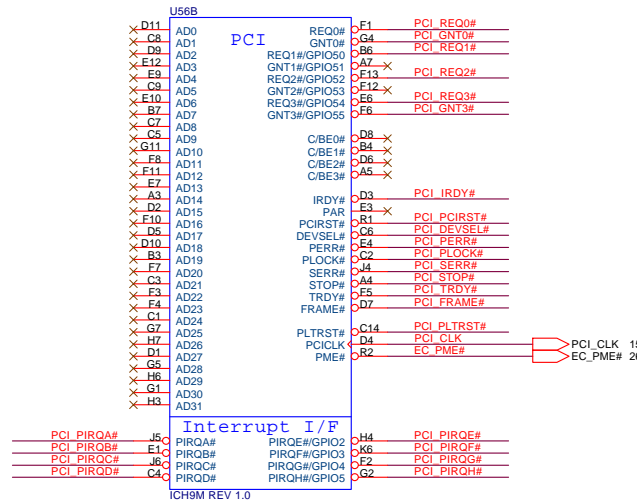 U56B
PCI
D11 AD0
C8 AD1
D9 AD2
E12 AD3
E9 AD4
C9 AD5
E10 AD6
B7 AD7
C7 AD8
C5 AD9
G11 AD10
F8 AD11
F11 AD12
E7 AD13
A3 AD14
D2 AD15
F10 AD16
D5 AD17
D10 AD18
B3 AD19
F7 AD20
C3 AD21
F3 AD22
F4 AD23
C1 AD24
G7 AD25
H7 AD26
D1 AD27
G5 AD28
H6 AD29
G1 AD30
H3 AD31
REQ0# F1 PCI_REQ0#
GNT0# G4 PCI_GNT0#
REQ1#/GPIO50 B6 PCI_REQ1#
GNT1#/GPIO51 A7
REQ2#/GPIO52 F13 PCI_REQ2#
GNT2#/GPIO53 F12
REQ3#/GPIO54 E6 PCI_REQ3#
GNT3#/GPIO55 F6 PCI_GNT3#
C/BE0# D8
C/BE1# B4
C/BE2# D6
C/BE3# A5
IRDY# D3 PCI_IRDY#
PAR E3
PCIRST# R1 PCI_PCIRST#
DEVSEL# C6 PCI_DEVSEL#
PERR# E4 PCI_PERR#
PLOCK# C2 PCI_PLOCK#
SERR# J4 PCI_SERR#
STOP# A4 PCI_STOP#
TRDY# F5 PCI_TRDY#
FRAME# D7 PCI_FRAME#
PLTRST# C14 PCI_PLTRST#
PCICLK D4 PCI_CLK PCI_CLK 15
PME# R2 EC_PME# EC_PME# 26
Interrupt I/F
PCI_PIRQA# J5 PIRQA# PIRQE#/GPIO2 H4 PCI_PIRQE#
PCI_PIRQB# E1 PIRQB# PIRQF#/GPIO3 K6 PCI_PIRQF#
PCI_PIRQC# J6 PIRQC# PIRQG#/GPIO4 F2 PCI_PIRQG#
PCI_PIRQD# C4 PIRQD# PIRQH#/GPIO5 G2 PCI_PIRQH#
ICH9M REV 1.0